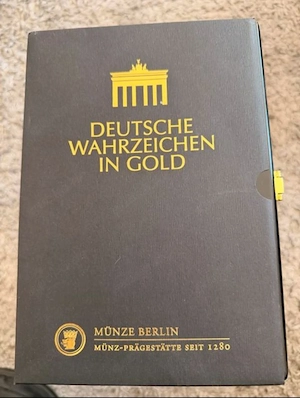 DEUTSCHE
WAHRZEICHEN
IN GOLD
MÜNZE BERLIN
MÜNZ-PRÄGESTÄTTE SEIT 1280